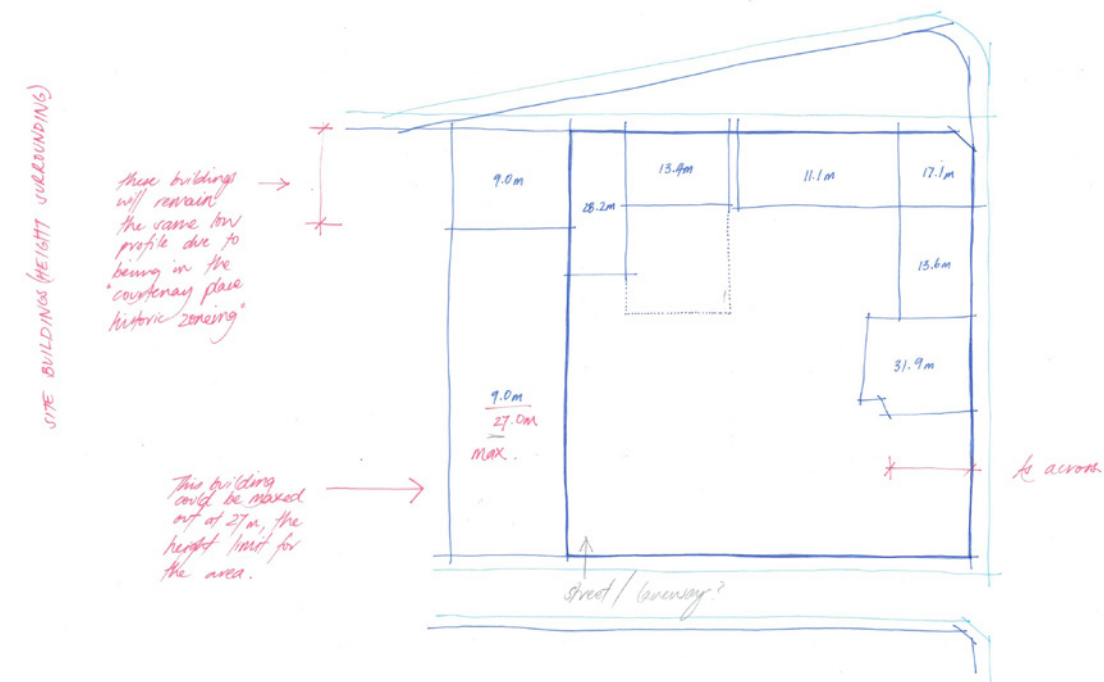 SITE BUILDINGS (HEIGHT SURROUNDING)
these buildings
will remain
the same low
profile due to
being in the
"courtenay place
historic zoneing"
9.0m
28.2m
13.4m
11.1m
17.1m
13.6m
31.9m
9.0m
27.0m
max.
This building
could be maxed
out at 27m, the
height limit for
the area.
As across
street / laneway?